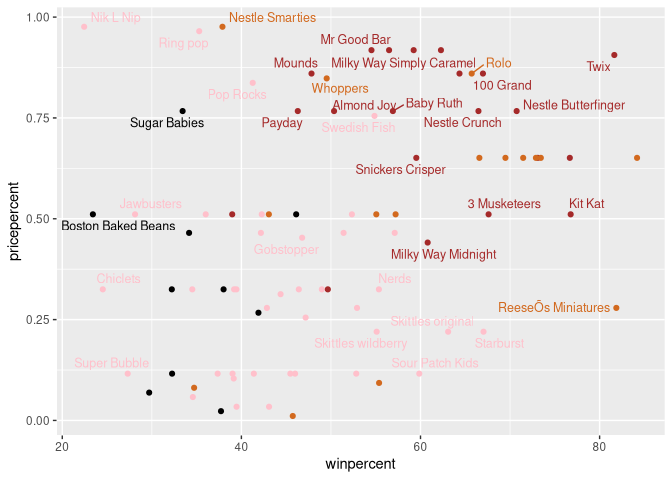 1.00
Nik L Nip
Nestle Smarties
Ring pop
Mr Good Bar
Mounds
Milky Way Simply Caramel
Rolo
Twix
Whoppers
100 Grand
Pop Rocks
Almond Joy
Baby Ruth
Nestle Butterfinger
0.75
Sugar Babies
Payday
Swedish Fish
Nestle Crunch
Snickers Crisper
Jawbusters
3 Musketeers
Kit Kat
0.50
Boston Baked Beans
Gobstopper
Milky Way Midnight
Chiclets
Nerds
ReeseÕs Miniatures
0.25
Skittles original
Skittles wildberry
Starburst
Super Bubble
Sour Patch Kids
0.00
20 40 60 80
winpercent
pricepercent